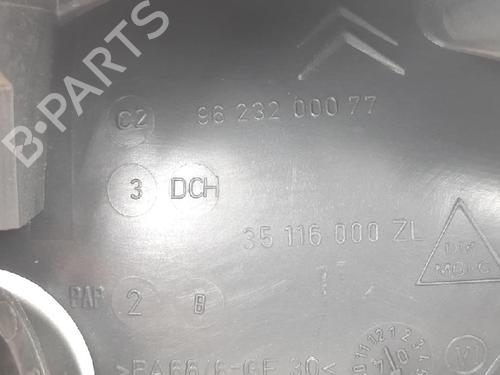 C2 96 232 000 77
3 DCH
35 116 000 ZL
PAP 2 B
>PA66/6-GF 30<
B-PARTS